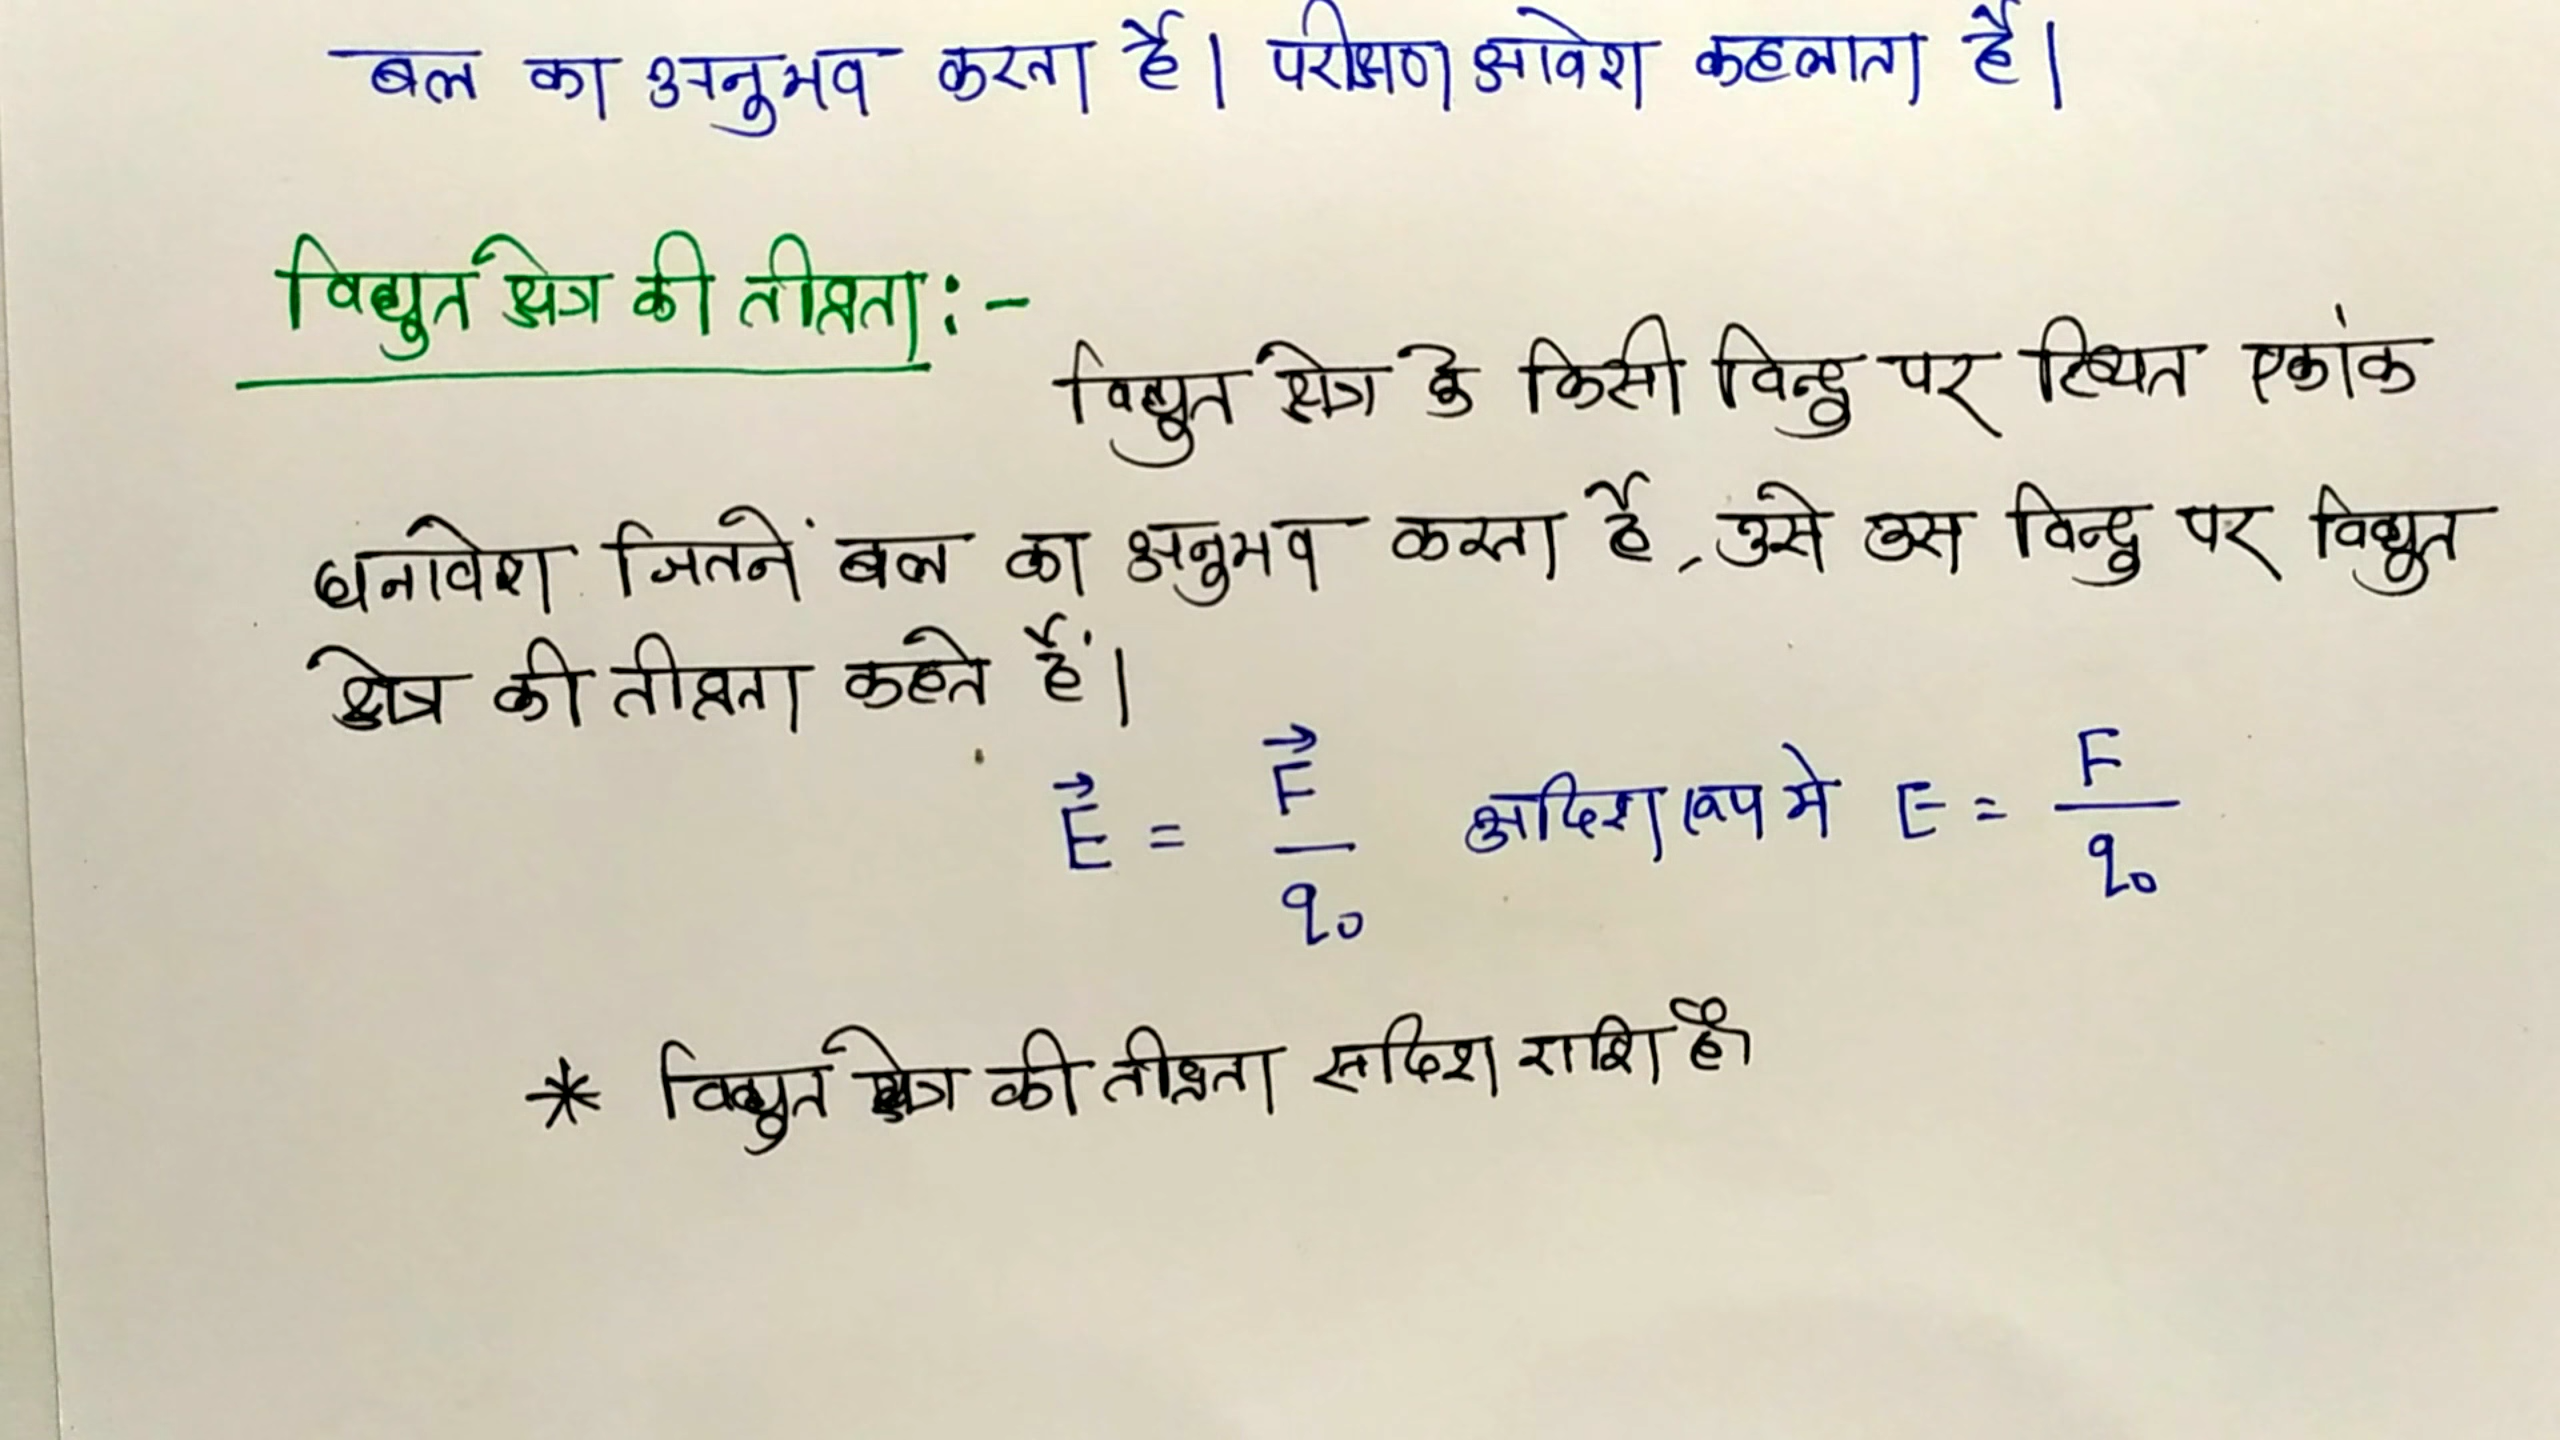 बल का अनुभव करता है। परीक्षण आवेश कहलाता है।
विद्युत क्षेत्र की तीव्रता:-
विद्युत क्षेत्र के किसी विन्दु पर स्थित एकांक
धनावेश जितनें बल का अनुभव करता है, उसे उस विन्दु पर विद्युत
क्षेत्र की तीव्रता कहते हैं।
E⃗ = F⃗/q₀ अदिश रूप मे E = F/q₀
* विद्युत क्षेत्र की तीव्रता सदिश राशि है।